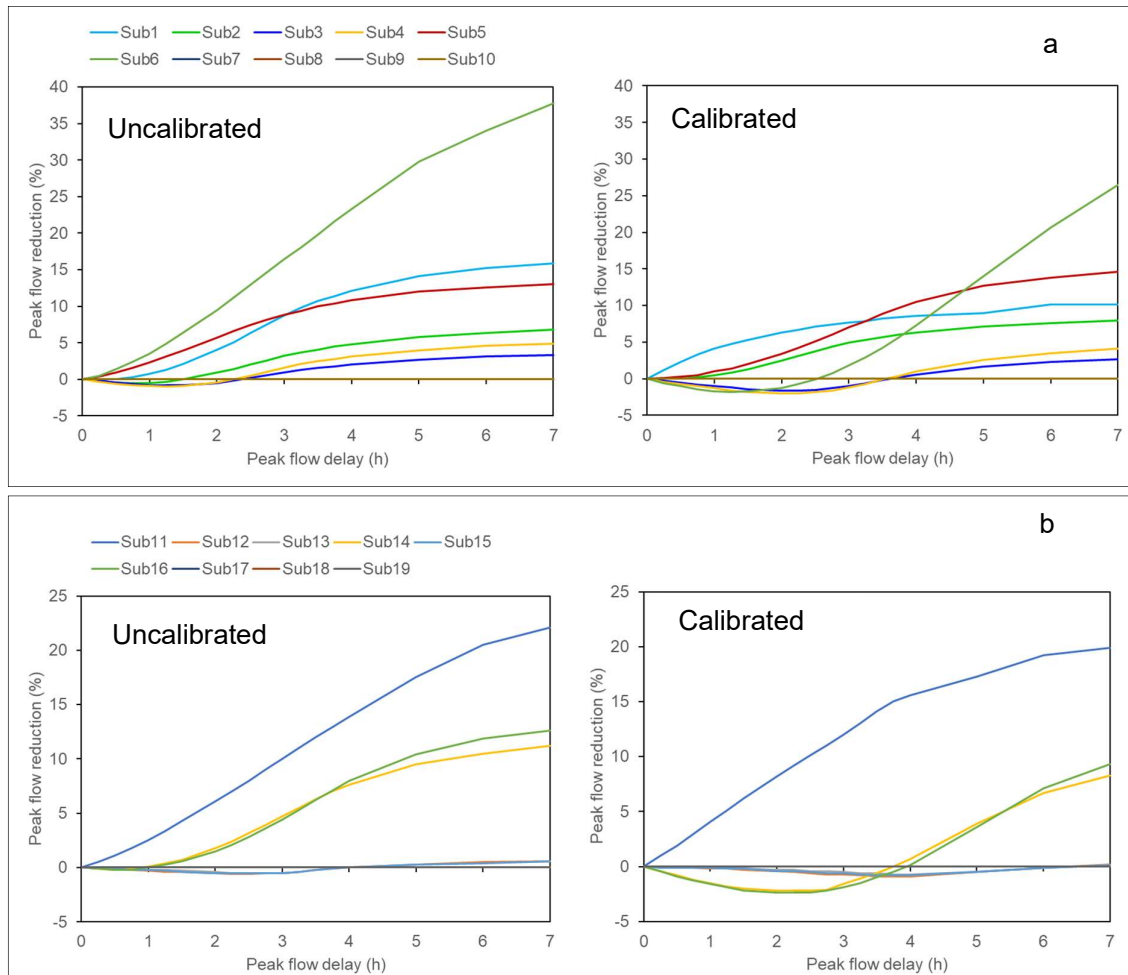 Sub1 Sub2 Sub3 Sub4 Sub5
a
Sub6 Sub7 Sub8 Sub9 Sub10
Uncalibrated
Peak flow reduction (%)
40
35
30
25
20
15
10
5
0
-5
0 1 2 3 4 5 6 7
Peak flow delay (h)
Calibrated
Peak flow reduction (%)
40
35
30
25
20
15
10
5
0
-5
0 1 2 3 4 5 6 7
Peak flow delay (h)
b
Sub11 Sub12 Sub13 Sub14 Sub15
Sub16 Sub17 Sub18 Sub19
Uncalibrated
Peak flow reduction (%)
25
20
15
10
5
0
-5
0 1 2 3 4 5 6 7
Peak flow delay (h)
Calibrated
Peak flow reduction (%)
25
20
15
10
5
0
-5
0 1 2 3 4 5 6 7
Peak flow delay (h)